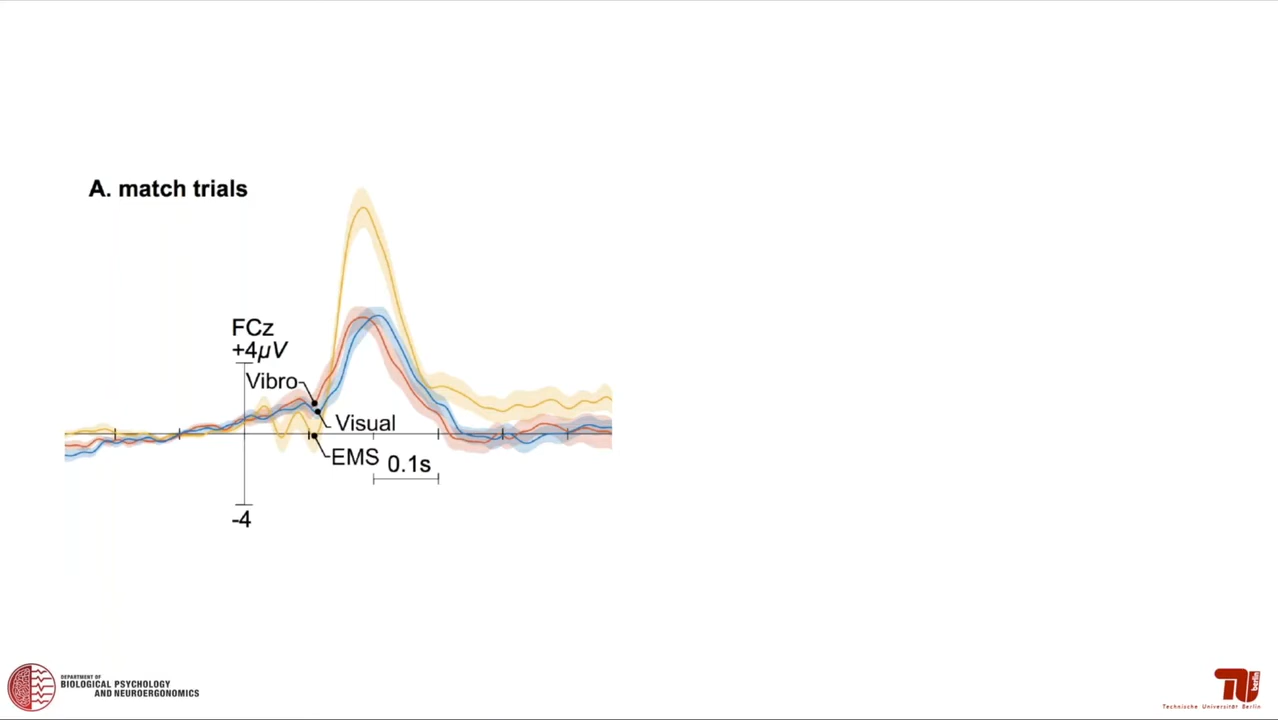 A. match trials
FCz
+4µV
Vibro
Visual
EMS
0.1s
-4
DEPARTMENT OF
BIOLOGICAL PSYCHOLOGY
AND NEUROERGONOMICS
berlin
Technische Universität Berlin